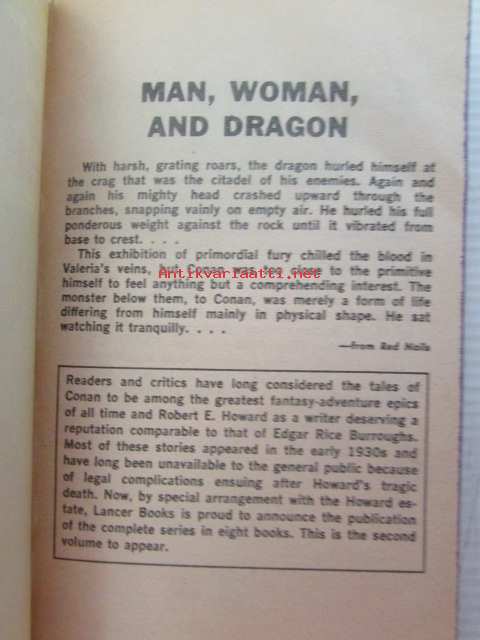 MAN, WOMAN,
AND DRAGON
With harsh, grating roars, the dragon hurled himself at
the crag that was the citadel of his enemies. Again and
again his mighty head crashed upward through the
branches, snapping vainly on empty air. He hurled his full
ponderous weight against the rock until it vibrated from
base to crest. . . .
This exhibition of primordial fury chilled the blood in
Valeria's veins, but Conan was too close to the primitive
himself to feel anything but a comprehending interest. The
monster below them, to Conan, was merely a form of life
differing from himself mainly in physical shape. He sat
watching it tranquilly. . . .
—from Red Nails
Readers and critics have long considered the tales of
Conan to be among the greatest fantasy-adventure epics
of all time and Robert E. Howard as a writer deserving a
reputation comparable to that of Edgar Rice Burroughs.
Most of these stories appeared in the early 1930s and
have long been unavailable to the general public because
of legal complications ensuing after Howard's tragic
death. Now, by special arrangement with the Howard es-
tate, Lancer Books is proud to announce the publication
of the complete series in eight books. This is the second
volume to appear.
Antikvariaatti.net